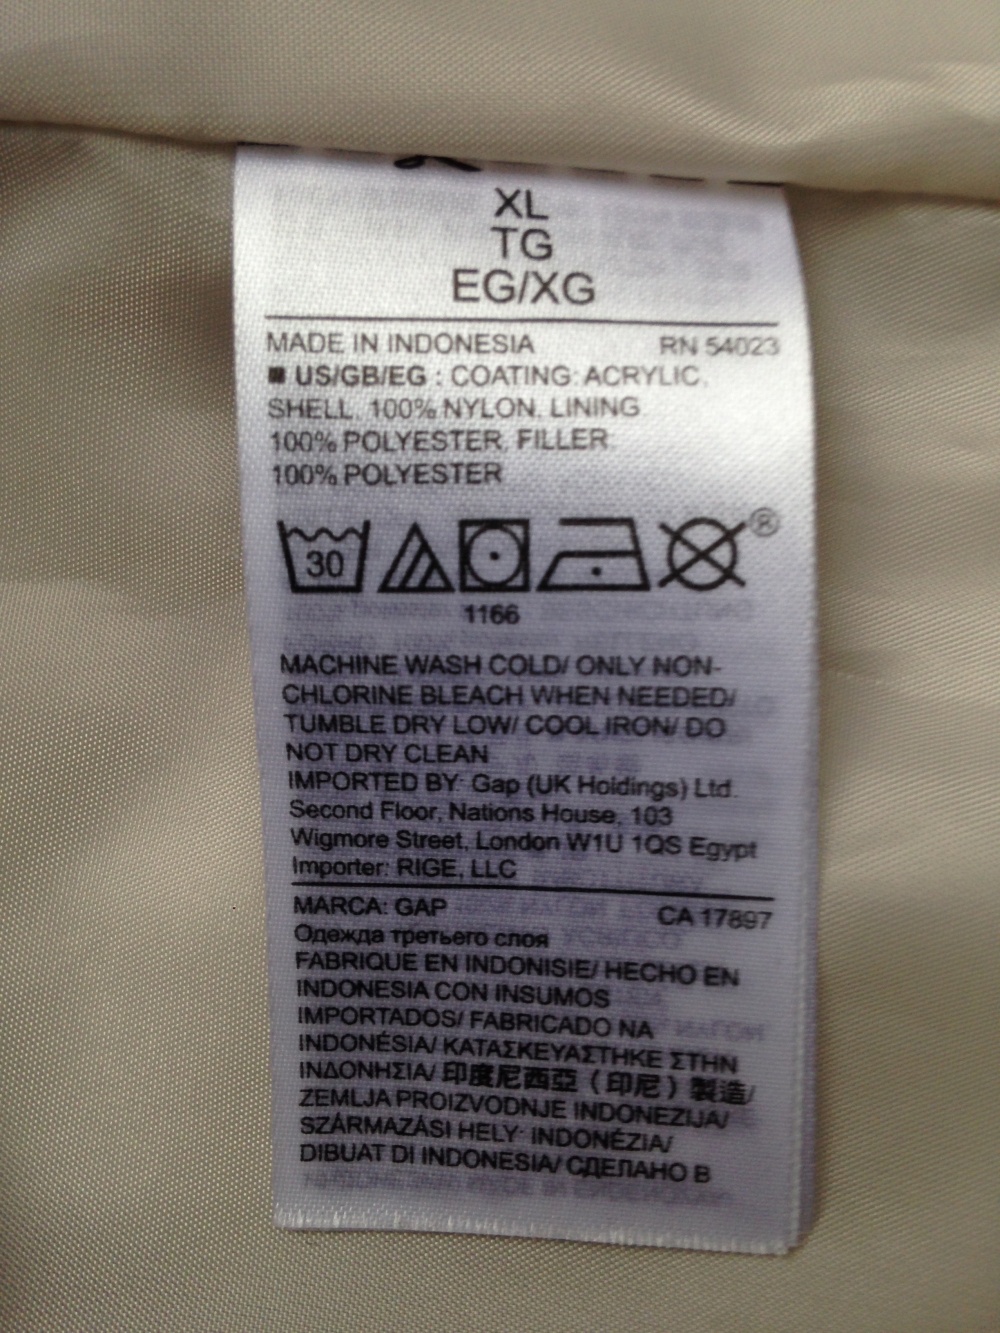 XL
TG
EG/XG
MADE IN INDONESIA RN 54023
■ US/GB/EG : COATING: ACRYLIC.
SHELL. 100% NYLON. LINING
100% POLYESTER. FILLER
100% POLYESTER
30 ®
1166
MACHINE WASH COLD/ ONLY NON-
CHLORINE BLEACH WHEN NEEDED/
TUMBLE DRY LOW/ COOL IRON/ DO
NOT DRY CLEAN
IMPORTED BY: Gap (UK Holdings) Ltd.
Second Floor, Nations House, 103
Wigmore Street, London W1U 1QS Egypt
Importer: RIGE, LLC
MARCA: GAP CA 17897
Одежда третьего слоя
FABRIQUE EN INDONISIE/ HECHO EN
INDONESIA CON INSUMOS
IMPORTADOS/ FABRICADO NA
INDONÉSIA/ ΚΑΤΑΣΚΕΥΑΣΤΗΚΕ ΣΤΗΝ
ΙΝΔΟΝΗΣΙΑ/ 印度尼西亞（印尼）製造/
ZEMLJA PROIZVODNJE INDONEZIJA/
SZÁRMAZÁSI HELY: INDONÉZIA/
DIBUAT DI INDONESIA/ СДЕЛАНО В